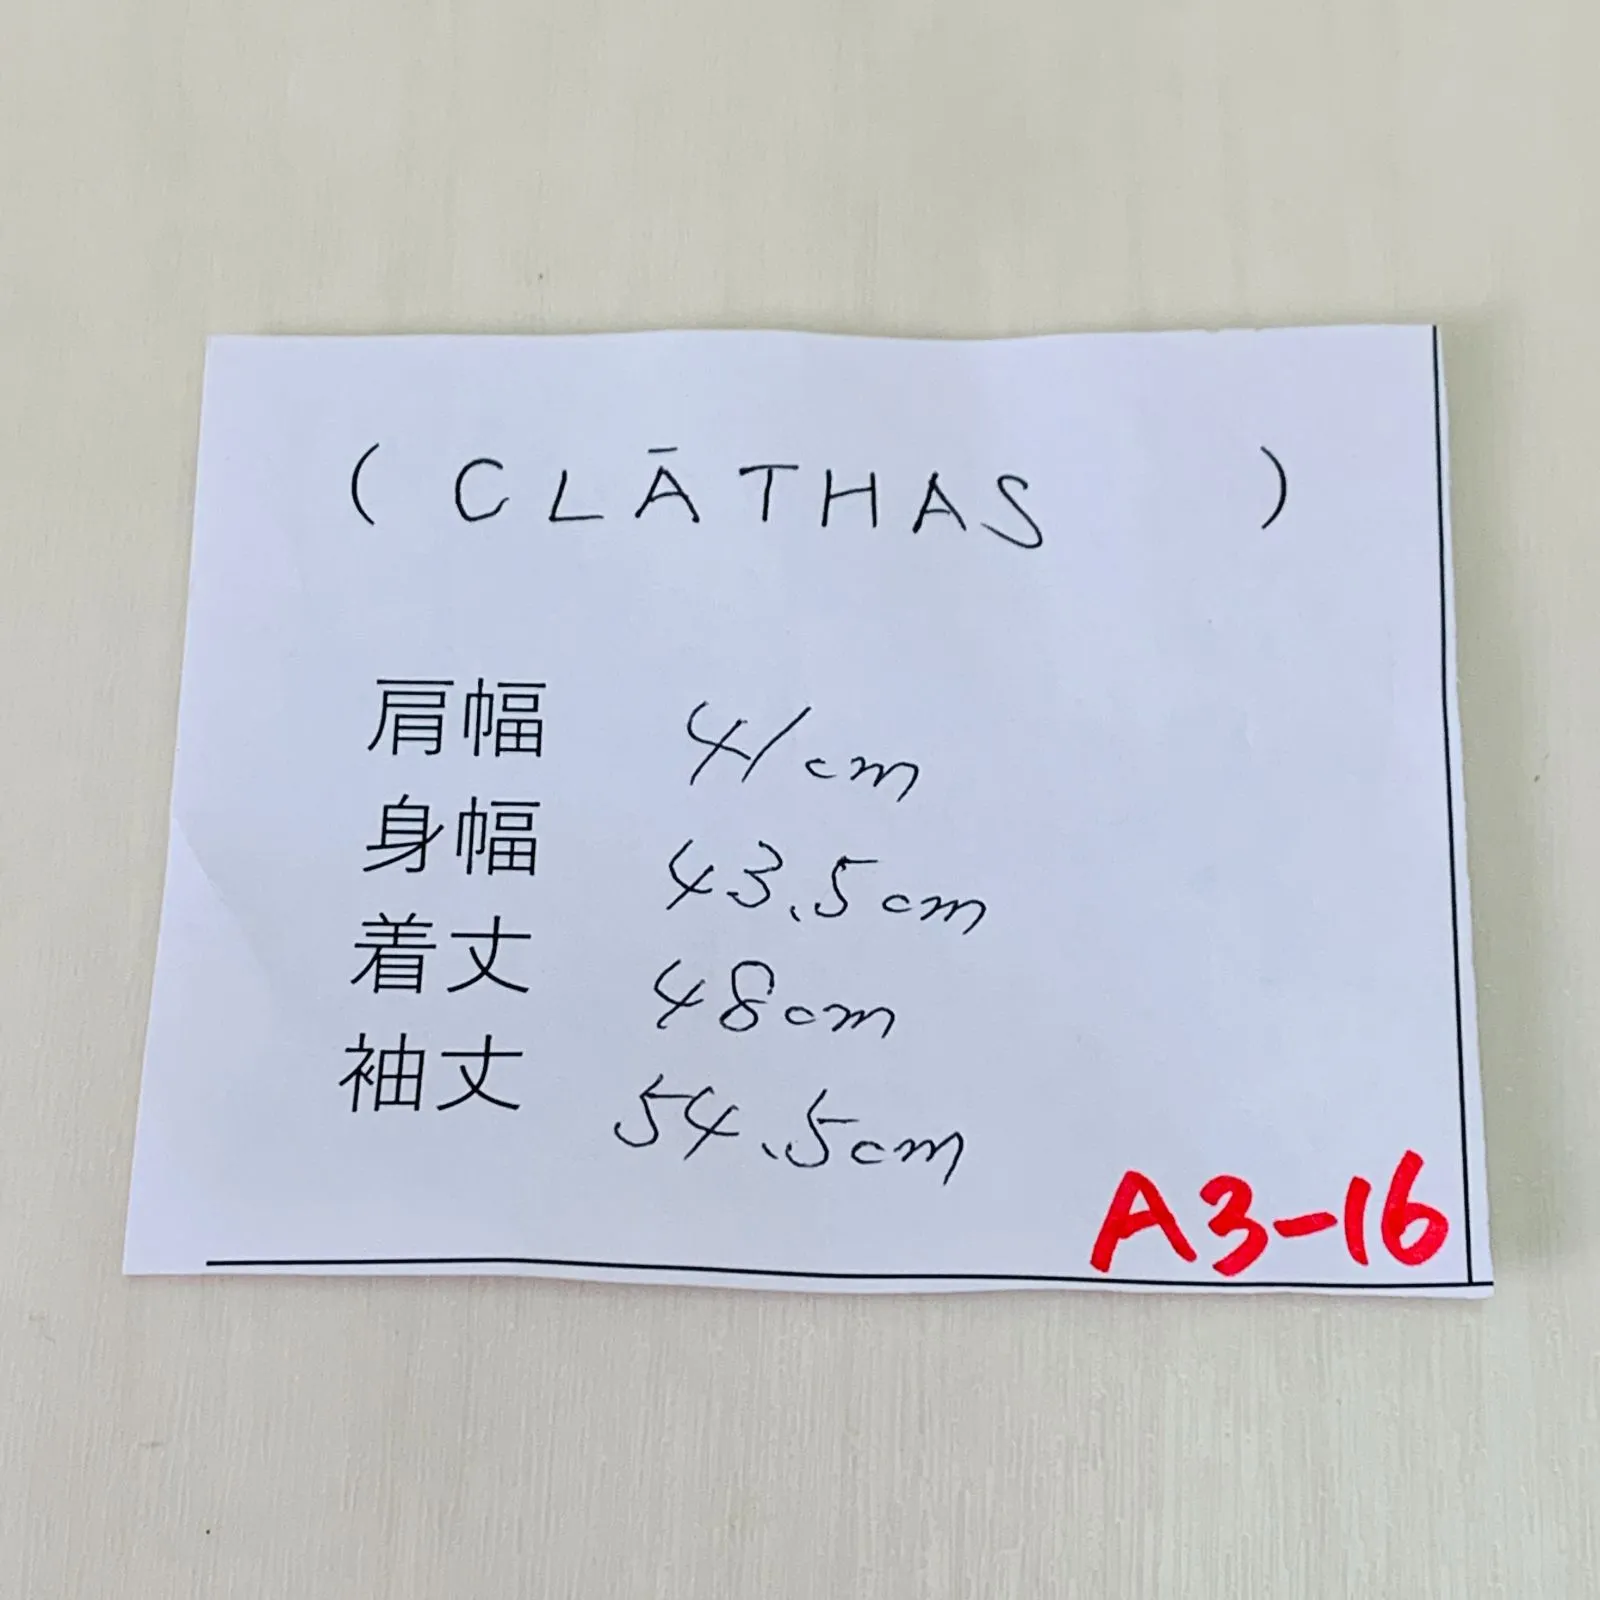 ( CLĀTHAS )
肩幅 41cm
身幅 43.5cm
着丈 48cm
袖丈 54.5cm
A3-16